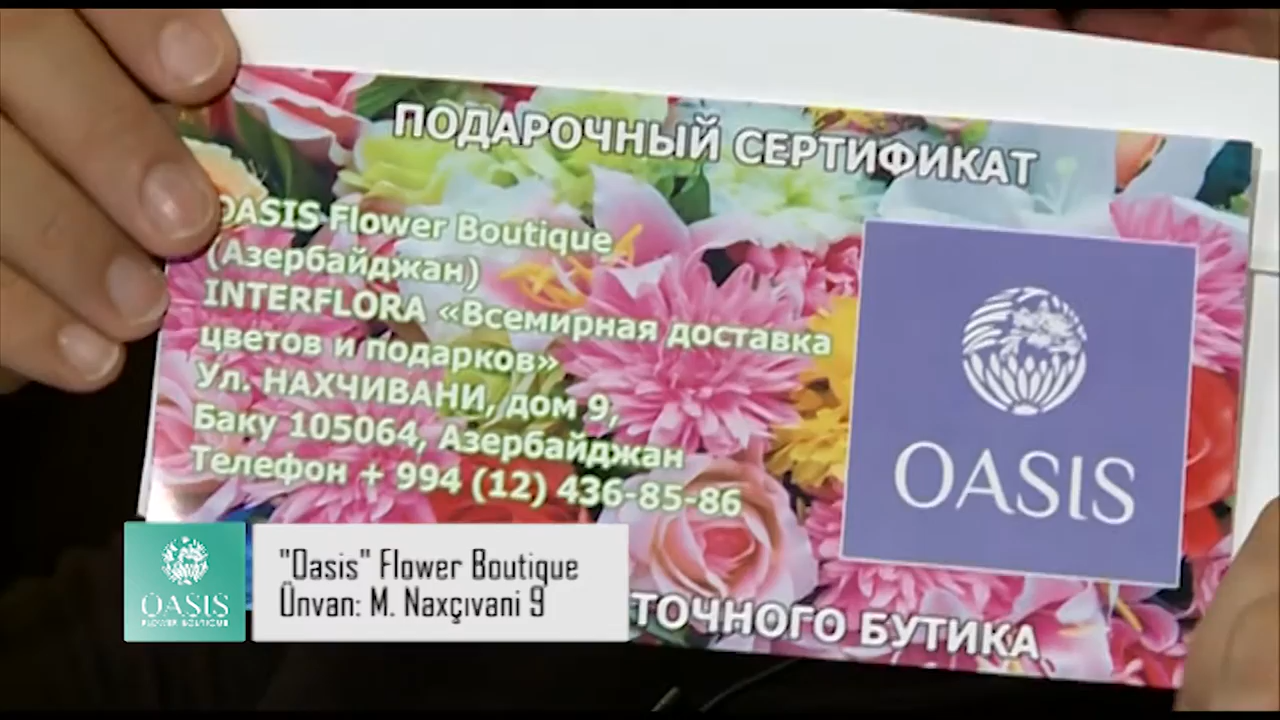 ПОДАРОЧНЫЙ СЕРТИФИКАТ
OASIS Flower Boutique
(Азербайджан)
INTERFLORA «Всемирная доставка
цветов и подарков»
Ул. НАХЧИВАНИ, дом 9,
Баку 105064, Азербайджан
Телефон + 994 (12) 436-85-86
OASIS
ТОЧНОГО БУТИКА
OASIS
FLOWER BOUTIQUE
"Oasis" Flower Boutique
Ünvan: M. Naxçıvani 9